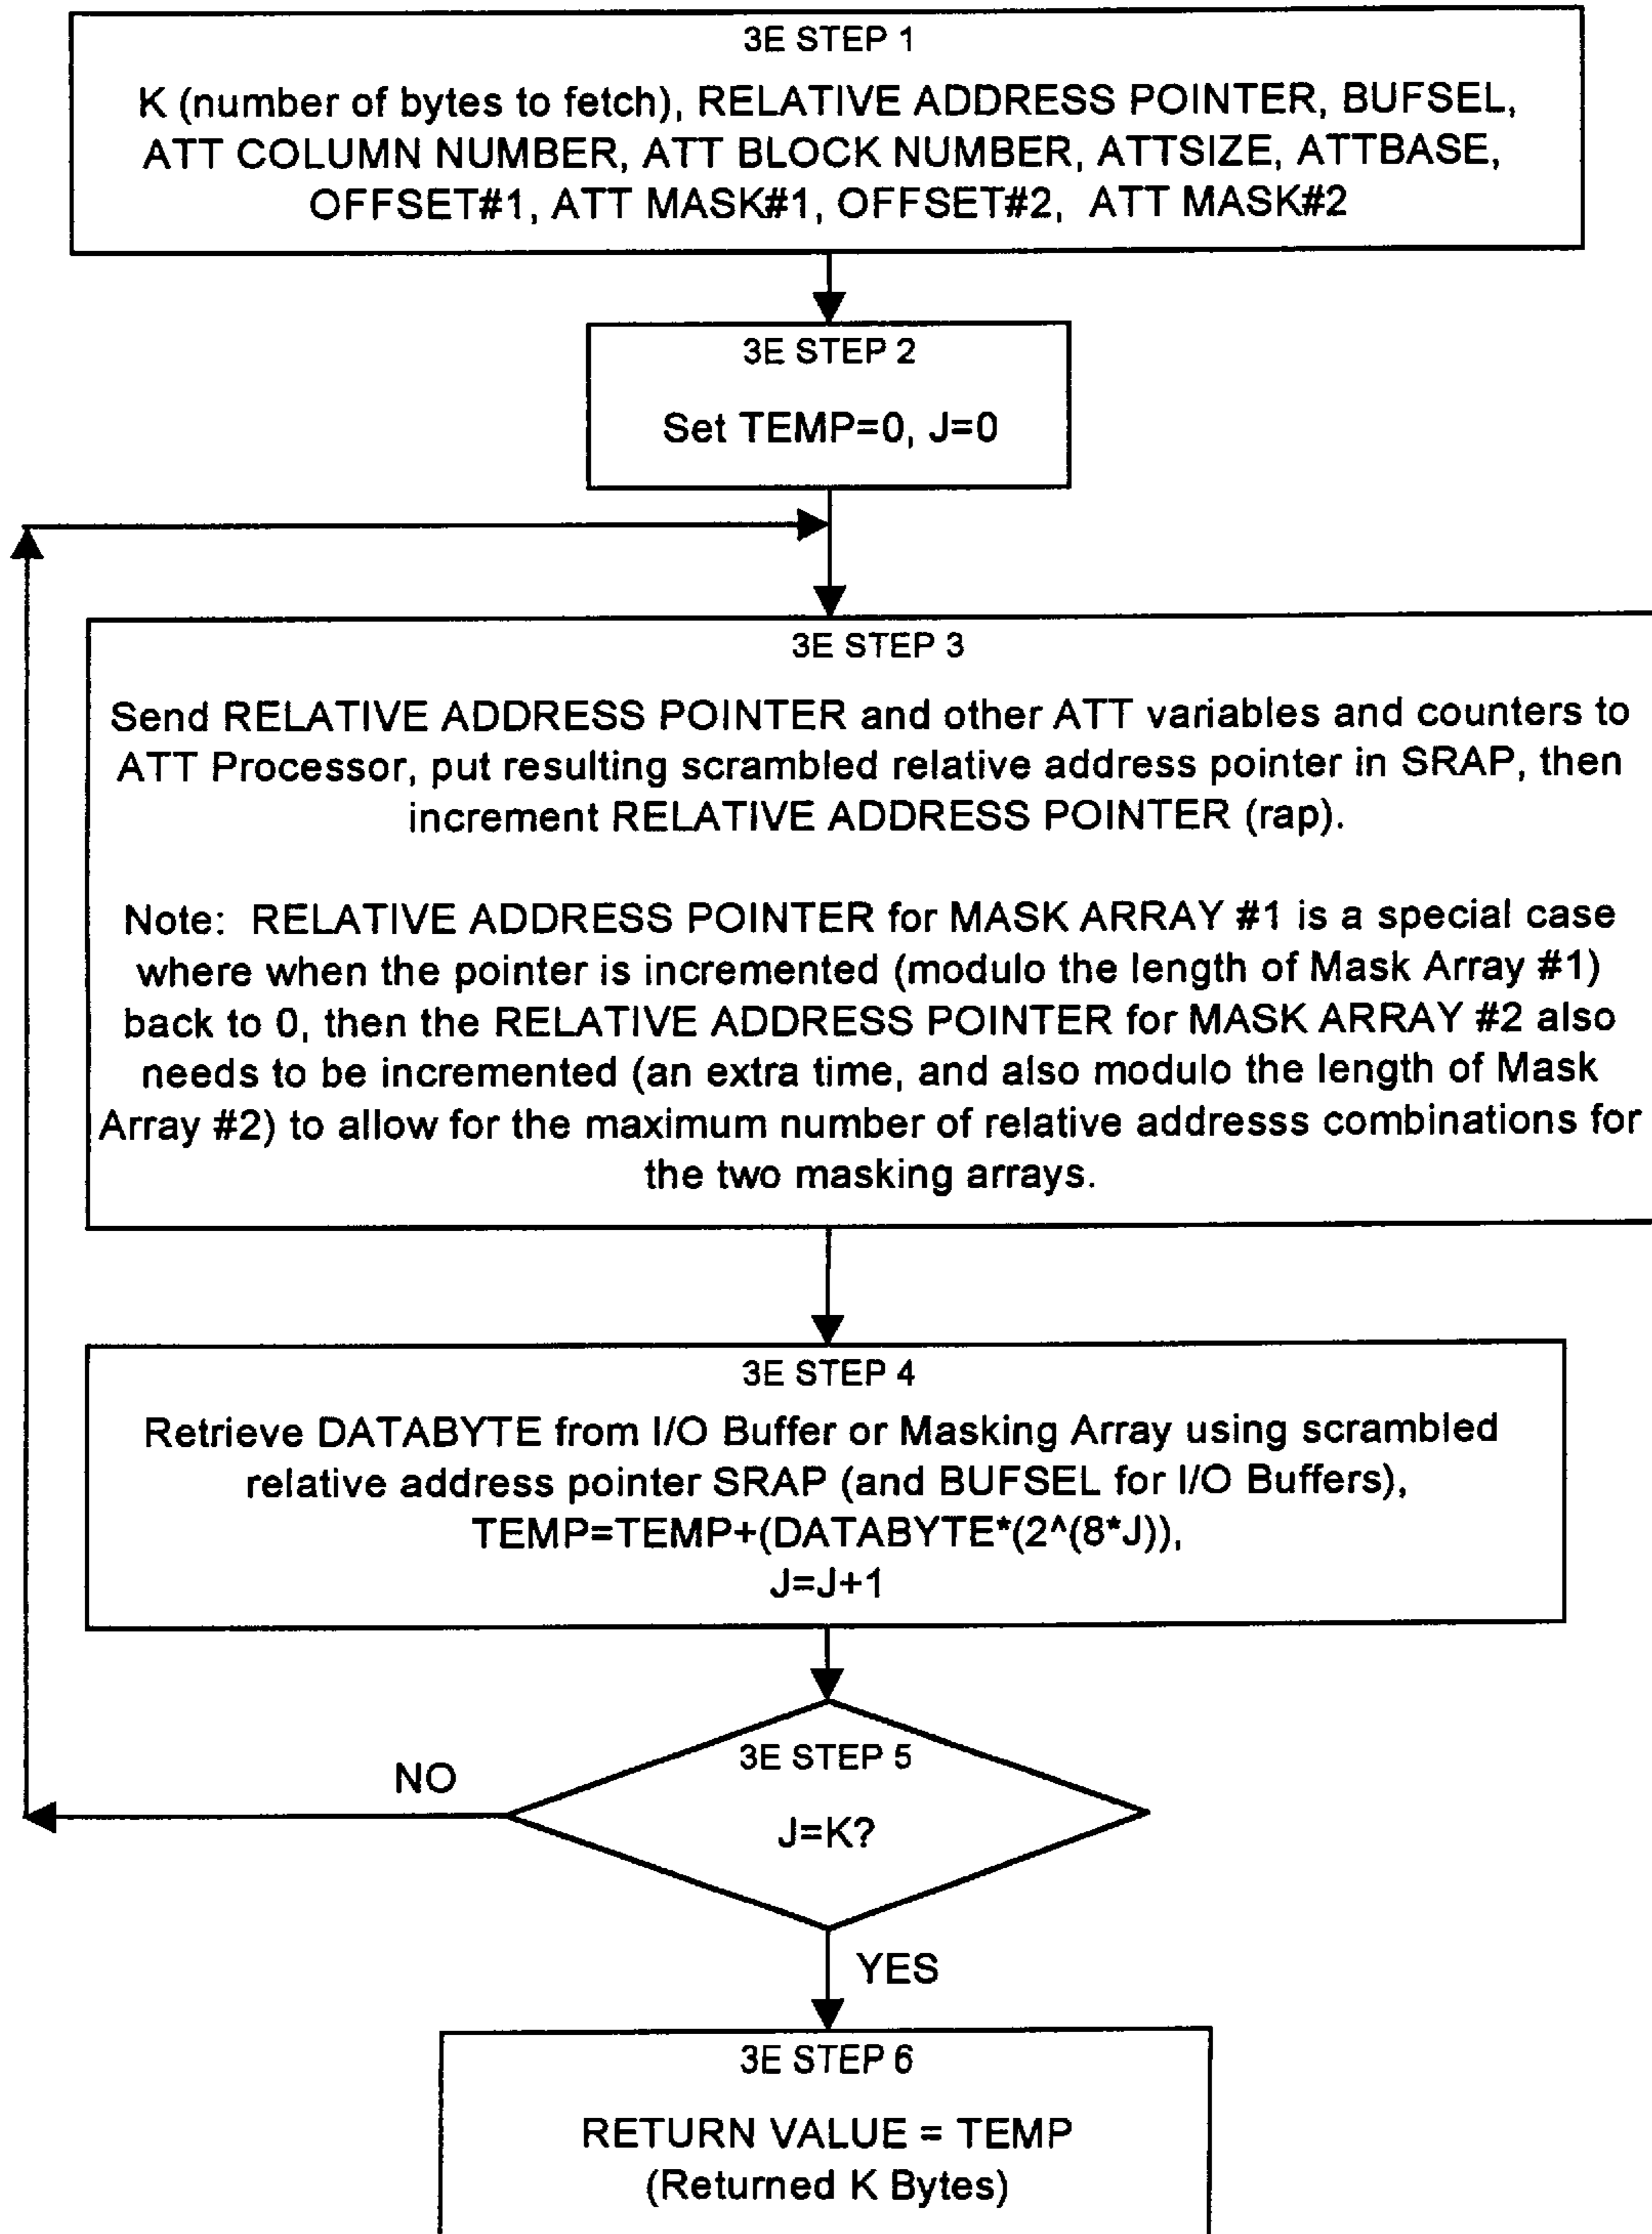 3E STEP 1
K (number of bytes to fetch), RELATIVE ADDRESS POINTER, BUFSEL,
ATT COLUMN NUMBER, ATT BLOCK NUMBER, ATTSIZE, ATTBASE,
OFFSET#1, ATT MASK#1, OFFSET#2, ATT MASK#2
3E STEP 2
Set TEMP=0, J=0
3E STEP 3
Send RELATIVE ADDRESS POINTER and other ATT variables and counters to
ATT Processor, put resulting scrambled relative address pointer in SRAP, then
increment RELATIVE ADDRESS POINTER (rap).
Note: RELATIVE ADDRESS POINTER for MASK ARRAY #1 is a special case
where when the pointer is incremented (modulo the length of Mask Array #1)
back to 0, then the RELATIVE ADDRESS POINTER for MASK ARRAY #2 also
needs to be incremented (an extra time, and also modulo the length of Mask
Array #2) to allow for the maximum number of relative addresss combinations for
the two masking arrays.
3E STEP 4
Retrieve DATABYTE from I/O Buffer or Masking Array using scrambled
relative address pointer SRAP (and BUFSEL for I/O Buffers),
TEMP=TEMP+(DATABYTE*(2^(8*J)),
J=J+1
3E STEP 5
NO
J=K?
YES
3E STEP 6
RETURN VALUE = TEMP
(Returned K Bytes)